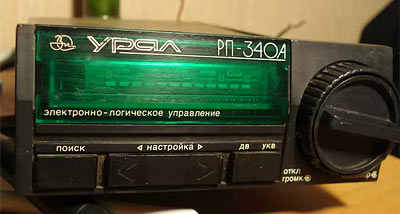 УРАЛ РП-340А
электронно-логическое управление
поиск ◁ настройка ▷ дв укв
откл
громк